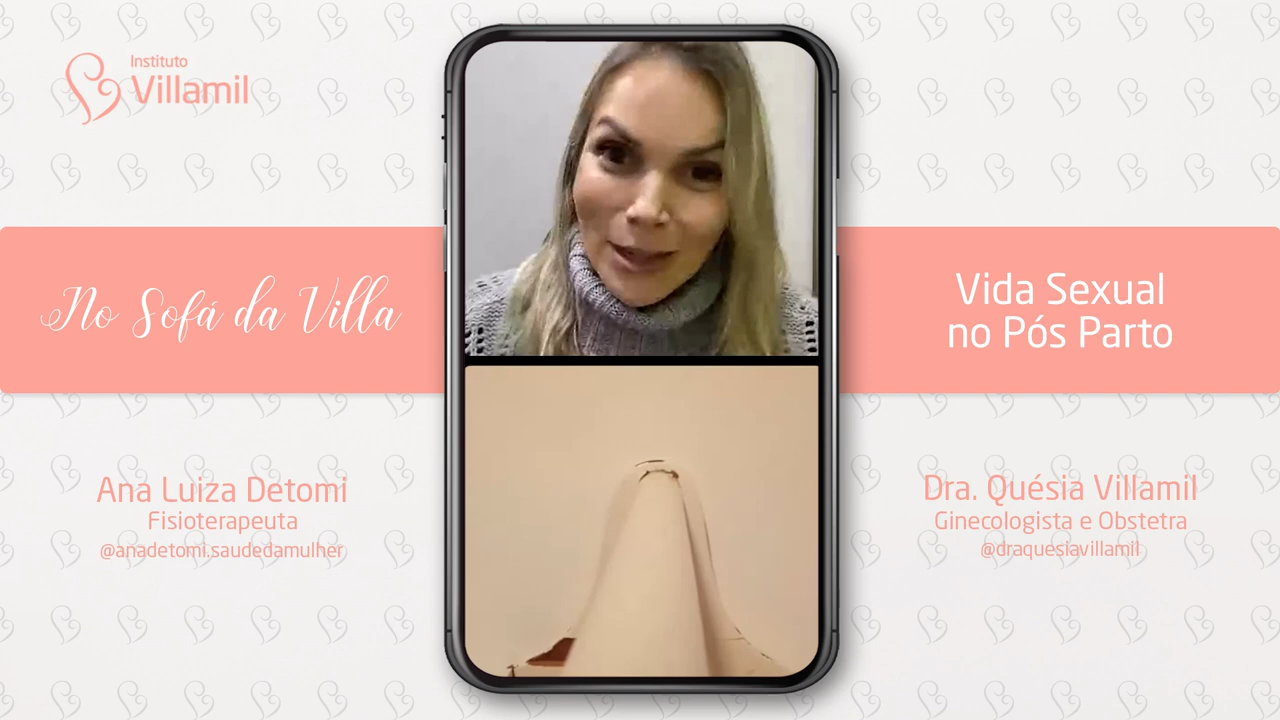 Instituto
Villamil
No Sofá da Villa
Vida Sexual
no Pós Parto
Ana Luiza Detomi
Fisioterapeuta
@anadetomi.saudedamulher
Dra. Quésia Villamil
Ginecologista e Obstetra
@draquesiavillamil